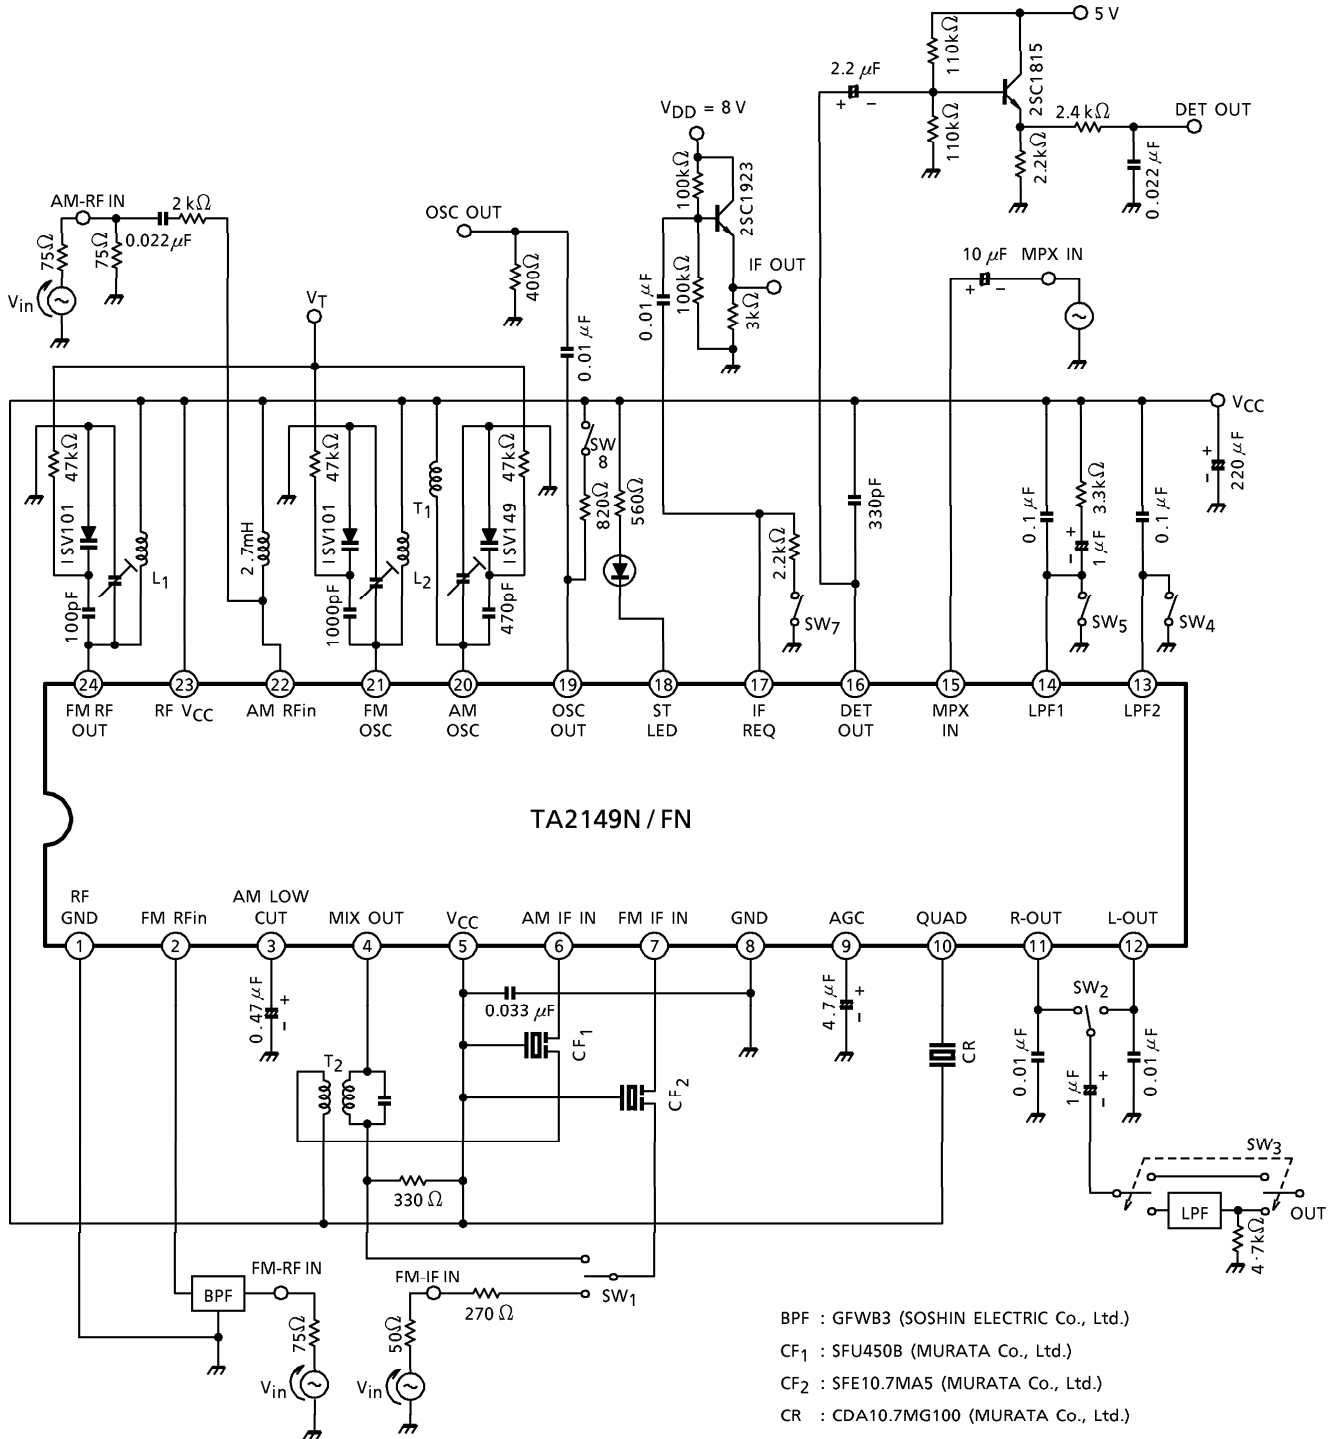 5 V
2.2 μF
110kΩ
2SC1815
110kΩ
2.4 kΩ
DET OUT
2.2kΩ
0.022 μF
VDD = 8 V
100kΩ
2SC1923
100kΩ
0.01 μF
IF OUT
3kΩ
AM-RF IN
2 kΩ
0.022 μF
75Ω
75Ω
Vin
OSC OUT
400Ω
0.01 μF
10 μF
MPX IN
VT
VCC
220 μF
47kΩ
1SV101
100pF
L1
2.7mH
47kΩ
1SV101
1000pF
L2
T1
1SV149
47kΩ
470pF
SW
8
820Ω
560Ω
2.2kΩ
SW7
330pF
0.1 μF
3.3kΩ
1 μF
SW5
0.1 μF
SW4
24 23 22 21 20 19 18 17 16 15 14 13
FM RF
OUT
RF VCC
AM RFin
FM
OSC
AM
OSC
OSC
OUT
ST
LED
IF
REQ
DET
OUT
MPX
IN
LPF1
LPF2
TA2149N / FN
RF
GND
FM RFin
AM LOW
CUT
MIX OUT
VCC
AM IF IN
FM IF IN
GND
AGC
QUAD
R-OUT
L-OUT
1 2 3 4 5 6 7 8 9 10 11 12
0.47 μF
0.033 μF
CF1
CF2
4.7 μF
CR
SW2
0.01 μF
1 μF
0.01 μF
T2
330 Ω
SW3
LPF
4.7kΩ
OUT
BPF
FM-RF IN
75Ω
Vin
FM-IF IN
270 Ω
50Ω
Vin
SW1
BPF : GFWB3 (SOSHIN ELECTRIC Co., Ltd.)
CF1 : SFU450B (MURATA Co., Ltd.)
CF2 : SFE10.7MA5 (MURATA Co., Ltd.)
CR : CDA10.7MG100 (MURATA Co., Ltd.)